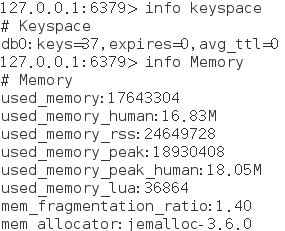 127.0.0.1:6379> info keyspace
# Keyspace
db0:keys=37,expires=0,avg_ttl=0
127.0.0.1:6379> info Memory
# Memory
used_memory:17643304
used_memory_human:16.83M
used_memory_rss:24649728
used_memory_peak:18930408
used_memory_peak_human:18.05M
used_memory_lua:36864
mem_fragmentation_ratio:1.40
mem_allocator:jemalloc-3.6.0